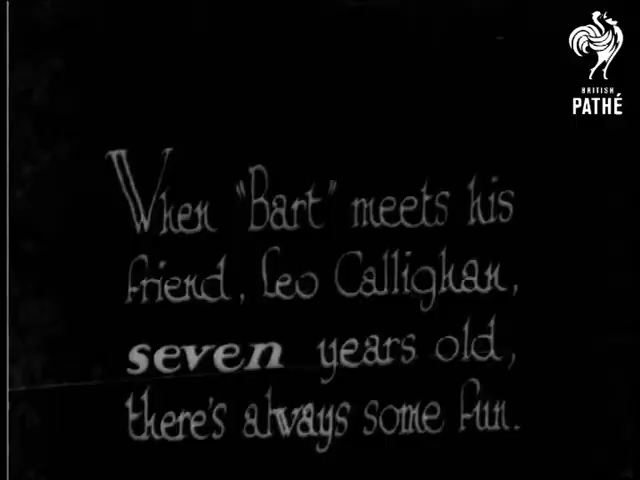 BRITISH
PATHÉ
When "Bart" meets his
friend, Leo Callighan,
seven years old,
there's always some fun.